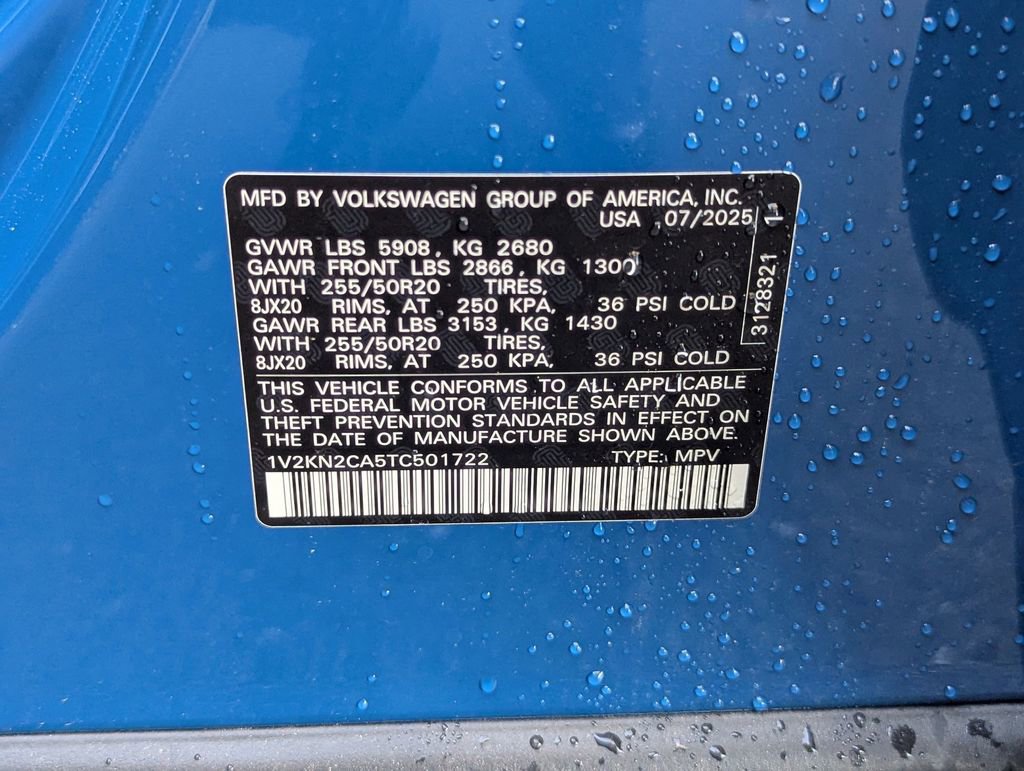 MFD BY VOLKSWAGEN GROUP OF AMERICA, INC.
USA 07/2025
GVWR LBS 5908, KG 2680
GAWR FRONT LBS 2866, KG 1300
WITH 255/50R20 TIRES,
8JX20 RIMS, AT 250 KPA, 36 PSI COLD
GAWR REAR LBS 3153, KG 1430
WITH 255/50R20 TIRES,
8JX20 RIMS, AT 250 KPA, 36 PSI COLD
THIS VEHICLE CONFORMS TO ALL APPLICABLE
U.S. FEDERAL MOTOR VEHICLE SAFETY AND
THEFT PREVENTION STANDARDS IN EFFECT ON
THE DATE OF MANUFACTURE SHOWN ABOVE.
1V2KN2CA5TC501722 TYPE: MPV
3128321 1